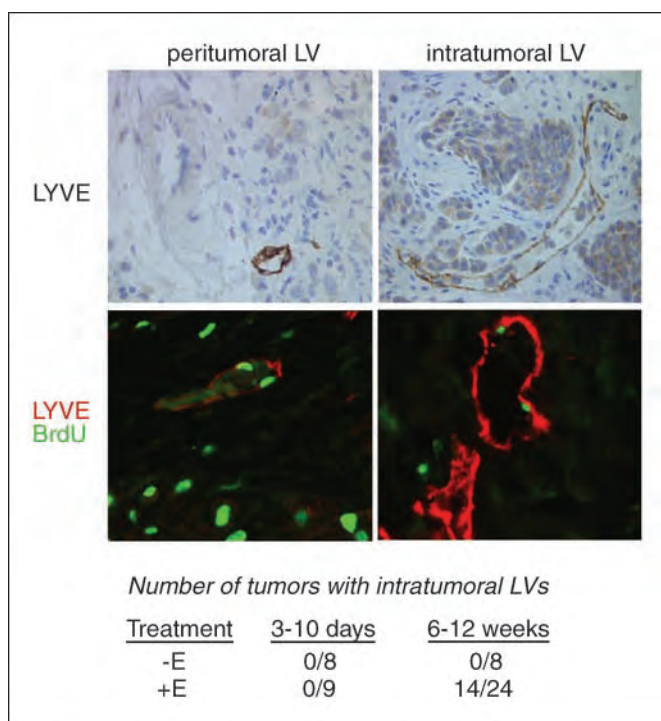 peritumoral LV intratumoral LV
LYVE
LYVE
BrdU
Number of tumors with intratumoral LVs
Treatment 3-10 days 6-12 weeks
-E 0/8 0/8
+E 0/9 14/24